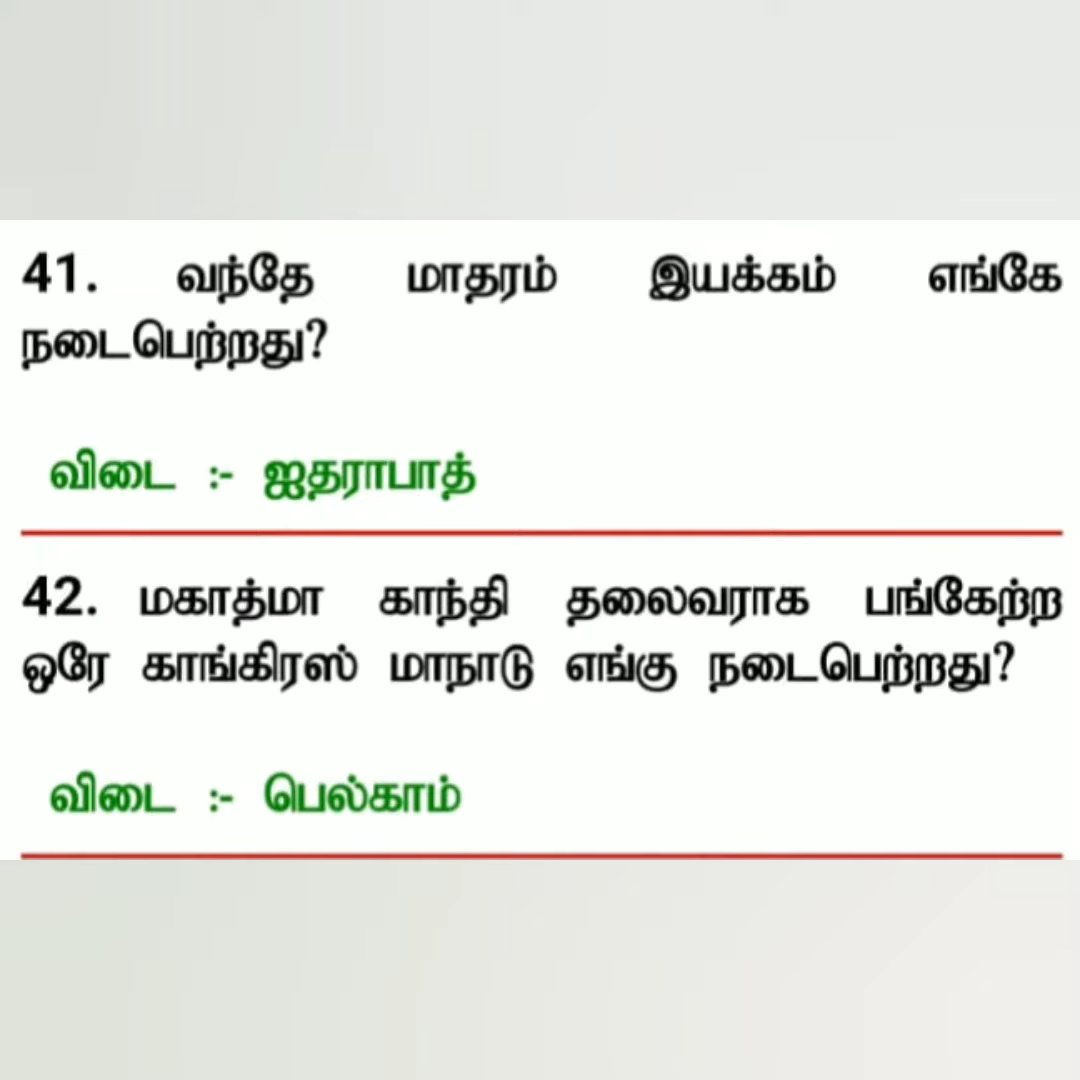 41. வந்தே மாதரம் இயக்கம் எங்கே
நடைபெற்றது?
விடை :- ஐதராபாத்
42. மகாத்மா காந்தி தலைவராக பங்கேற்ற
ஒரே காங்கிரஸ் மாநாடு எங்கு நடைபெற்றது?
விடை :- பெல்காம்